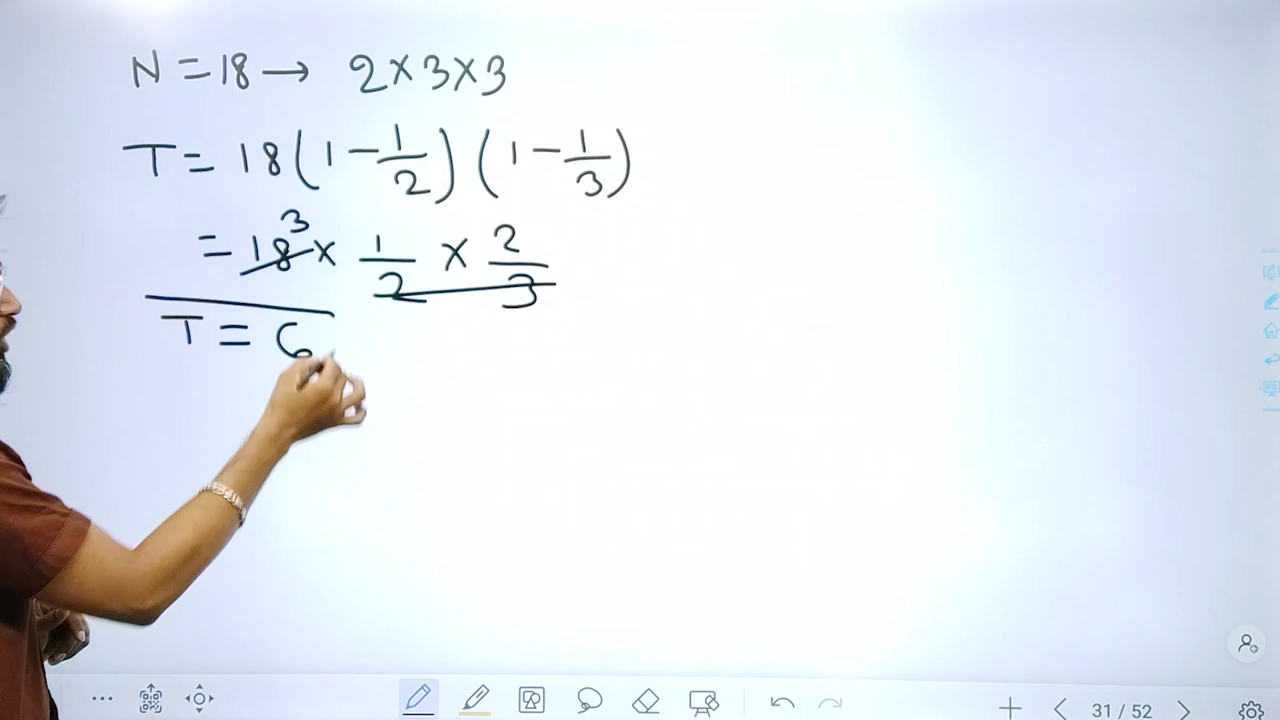 N = 18 → 2 × 3 × 3
T = 18 (1 - 1/2) (1 - 1/3)
= 18 3 × 1/2 × 2/3
T = 6
31 / 52